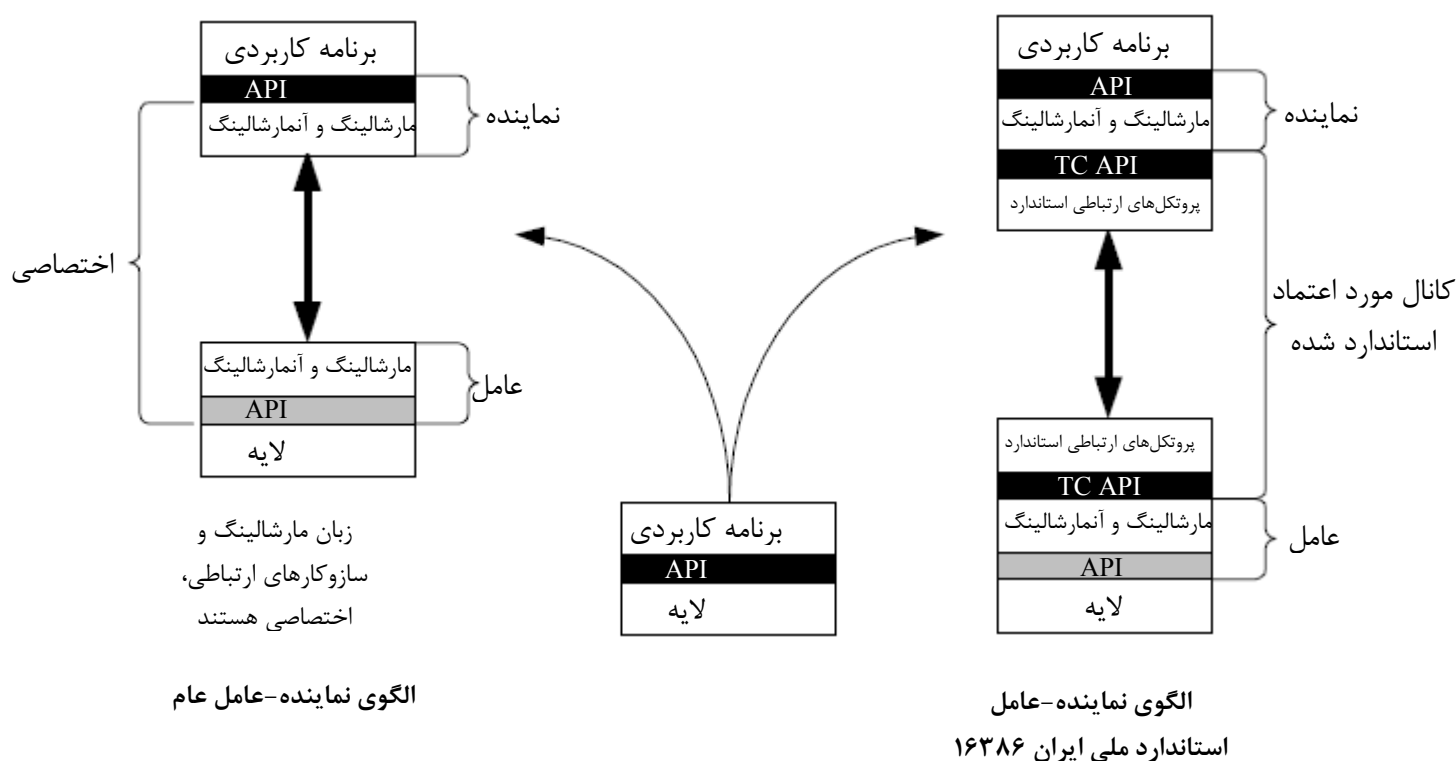 برنامه کاربردی
API
مارشالینگ و آنمارشالینگ
نماینده
TC API
پروتکل‌های ارتباطی استاندارد
کانال مورد اعتماد
استاندارد شده
پروتکل‌های ارتباطی استاندارد
TC API
مارشالینگ و آنمارشالینگ
عامل
API
لایه
الگوی نماینده-عامل
استاندارد ملی ایران ۱۶۳۸۶
برنامه کاربردی
API
لایه
برنامه کاربردی
API
مارشالینگ و آنمارشالینگ
نماینده
اختصاصی
مارشالینگ و آنمارشالینگ
عامل
API
لایه
زبان مارشالینگ و
سازوکارهای ارتباطی،
اختصاصی هستند
الگوی نماینده-عامل عام